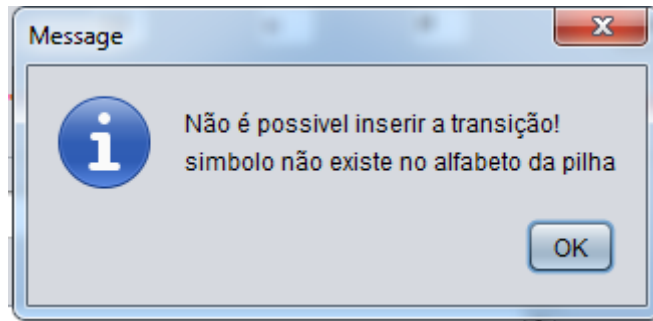 Message
Não é possivel inserir a transição!
simbolo não existe no alfabeto da pilha
OK